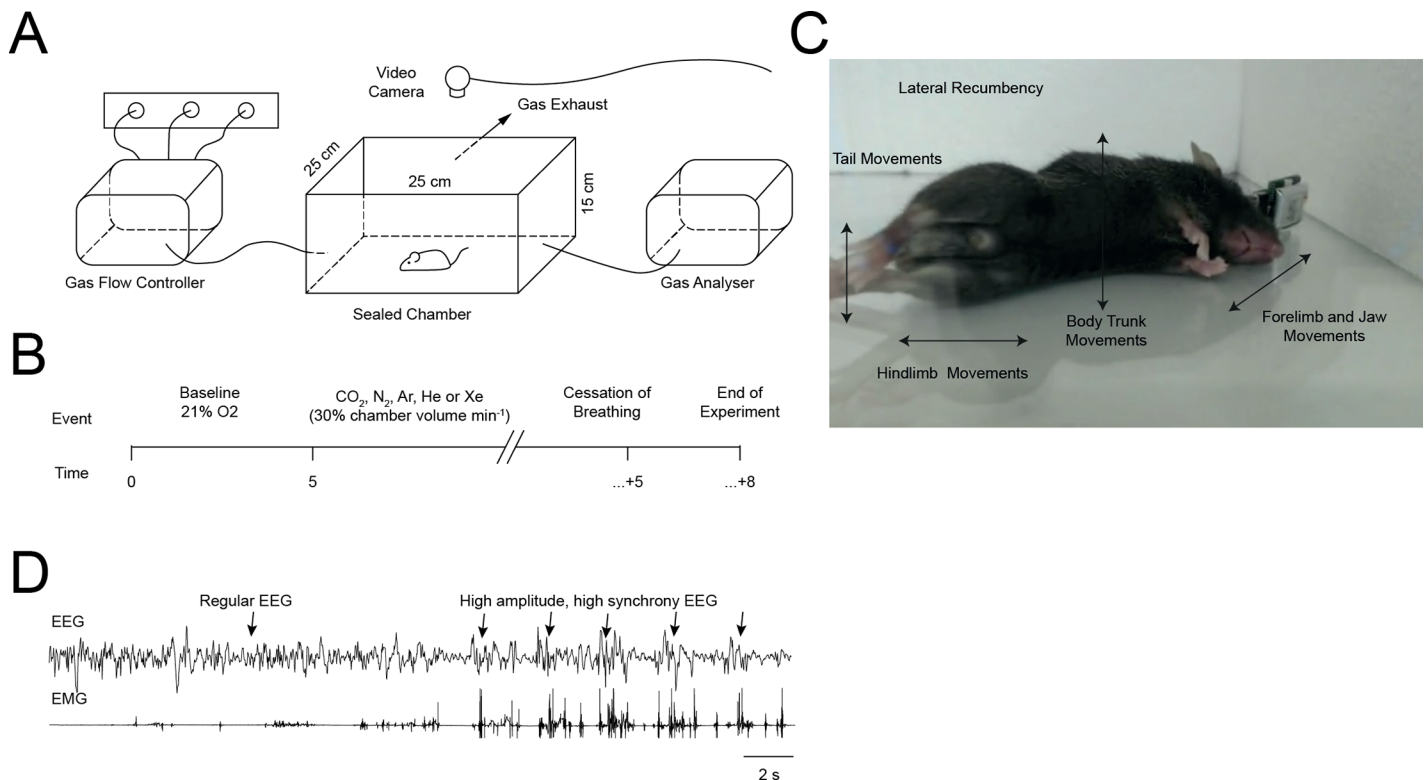 A
Video
Camera
Gas Exhaust
25 cm
25 cm
15 cm
Gas Flow Controller
Gas Analyser
Sealed Chamber
B
Event
Baseline
21% O2
CO₂, N₂, Ar, He or Xe
(30% chamber volume min⁻¹)
Cessation of
Breathing
End of
Experiment
Time
0
5
...+5
...+8
C
Lateral Recumbency
Tail Movements
Body Trunk
Movements
Forelimb and Jaw
Movements
Hindlimb Movements
D
Regular EEG
High amplitude, high synchrony EEG
EEG
EMG
2 s